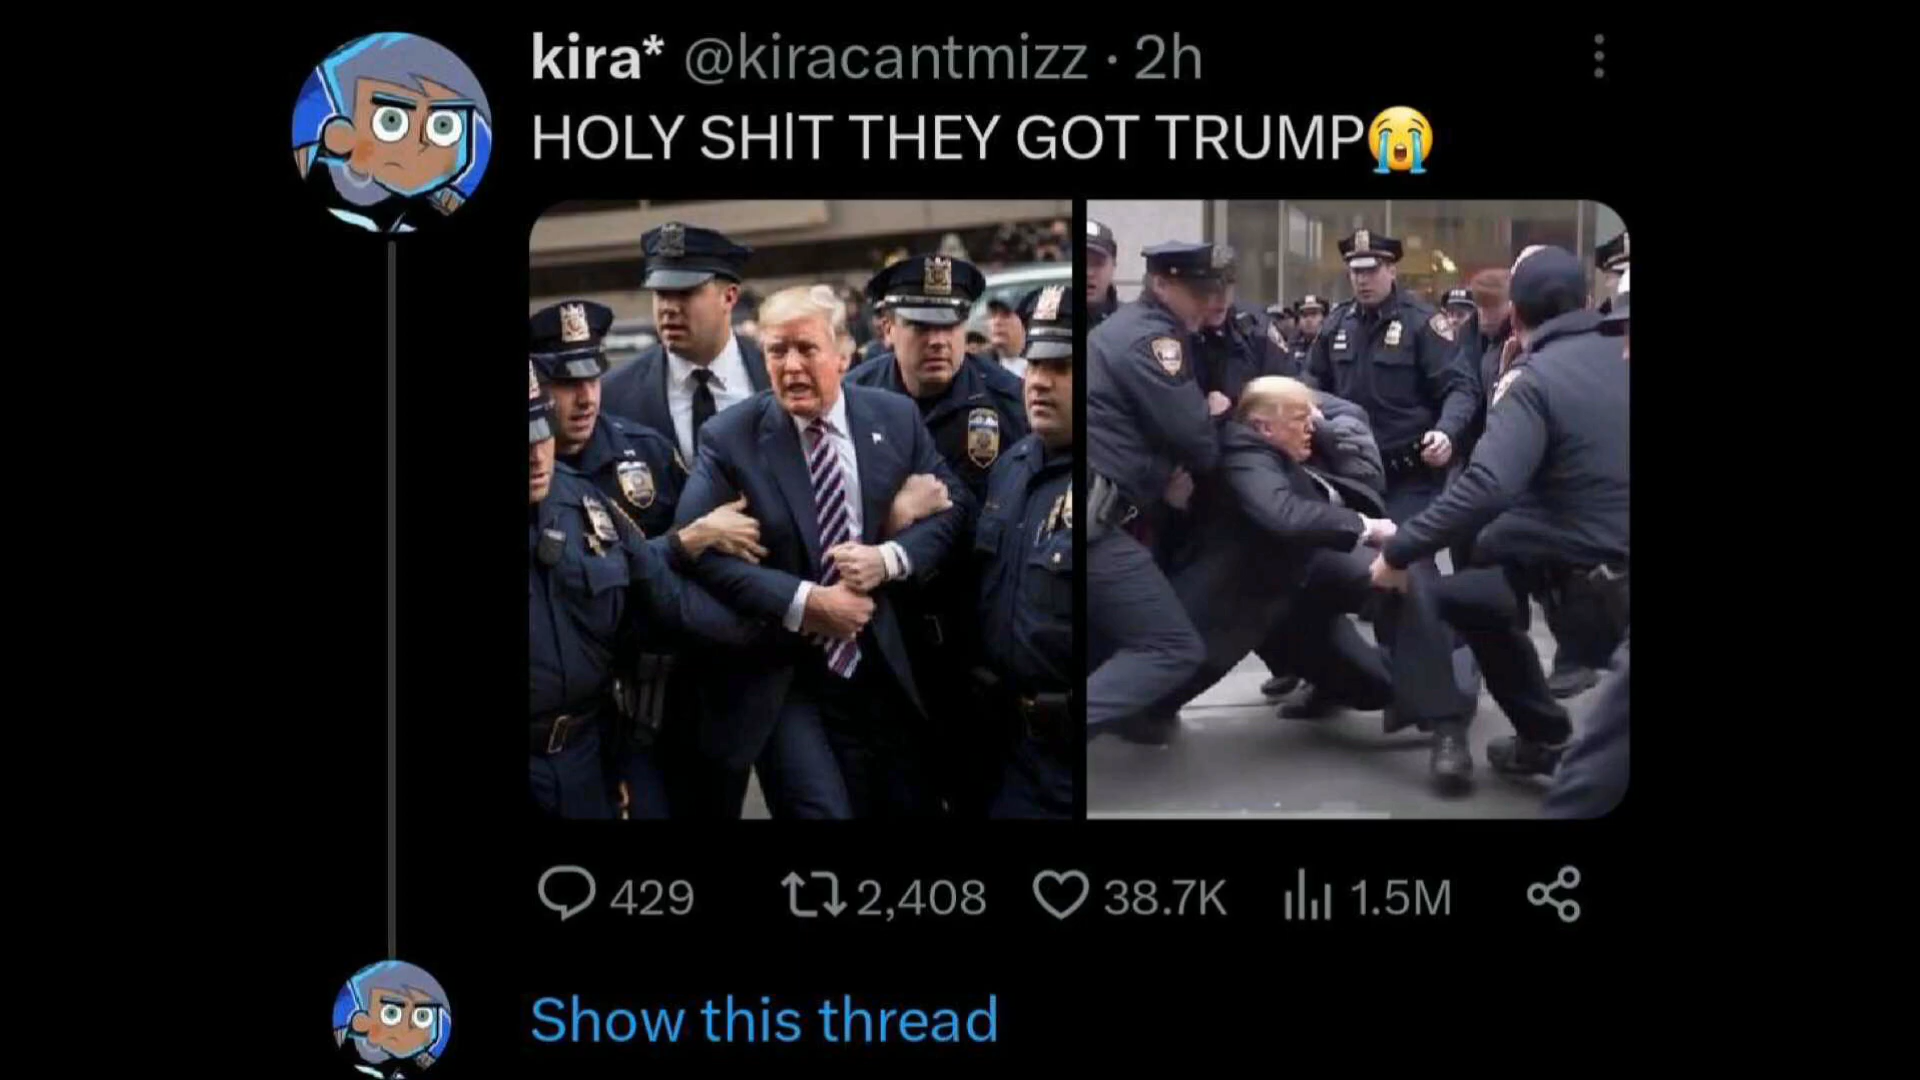 kira* @kiracantmizz · 2h
HOLY SHIT THEY GOT TRUMP😭
429 2,408 38.7K 1.5M
Show this thread